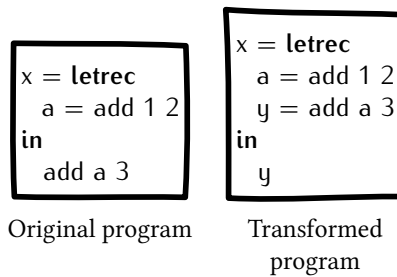 x = letrec
a = add 1 2
in
add a 3
Original program
x = letrec
a = add 1 2
y = add a 3
in
y
Transformed
program